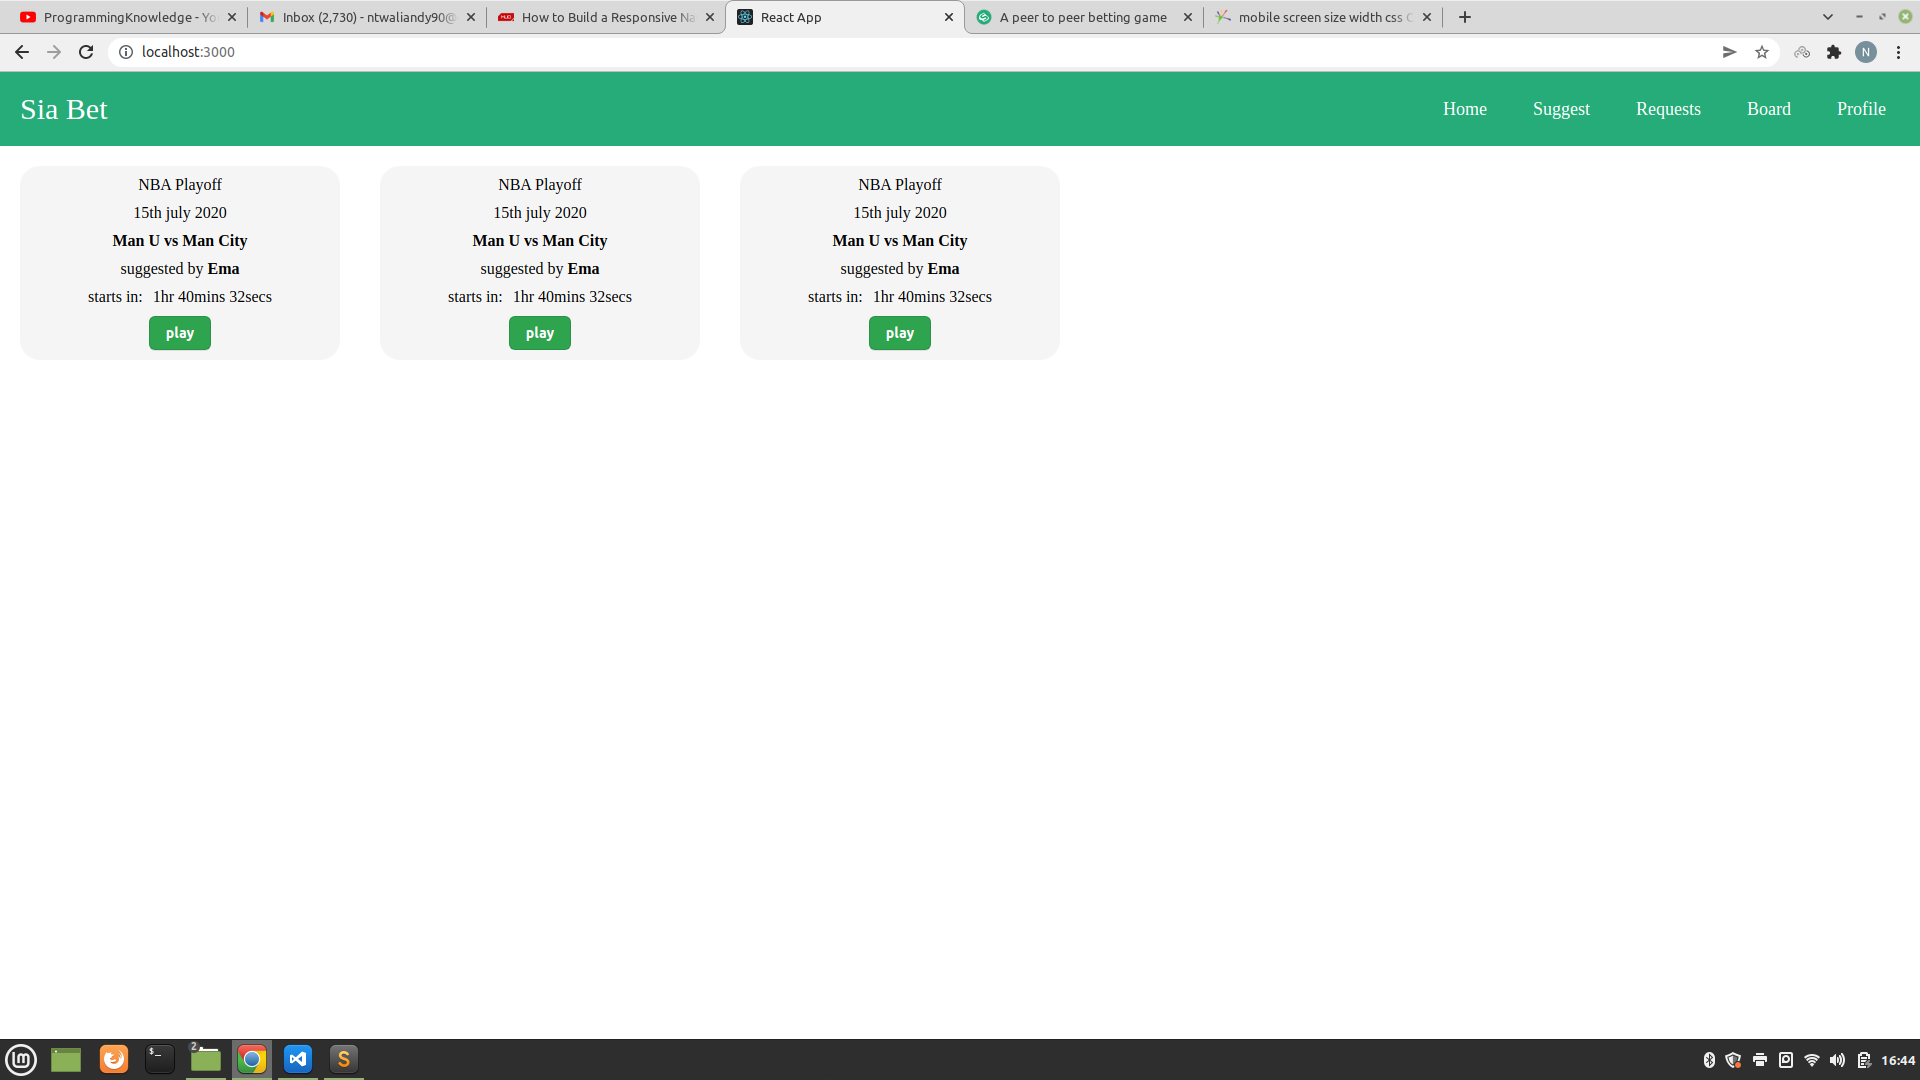 ProgrammingKnowledge - Yo
Inbox (2,730) - ntwaliandy90@
How to Build a Responsive Na
React App
A peer to peer betting game
mobile screen size width css C
localhost:3000
N
Sia Bet
Home
Suggest
Requests
Board
Profile
NBA Playoff
15th july 2020
Man U vs Man City
suggested by Ema
starts in: 1hr 40mins 32secs
play
NBA Playoff
15th july 2020
Man U vs Man City
suggested by Ema
starts in: 1hr 40mins 32secs
play
NBA Playoff
15th july 2020
Man U vs Man City
suggested by Ema
starts in: 1hr 40mins 32secs
play
2
$_
S
16:44